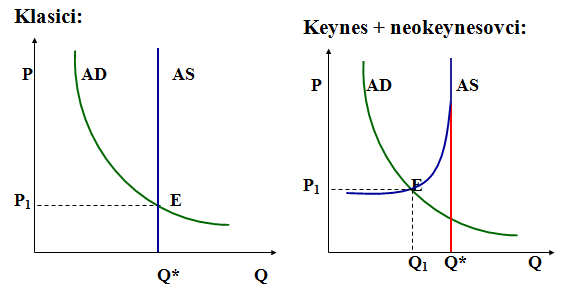 Klasici:
P
AD
AS
P1
E
Q*
Q
Keynes + neokeynesovci:
P
AD
AS
P1
E
Q1
Q*
Q